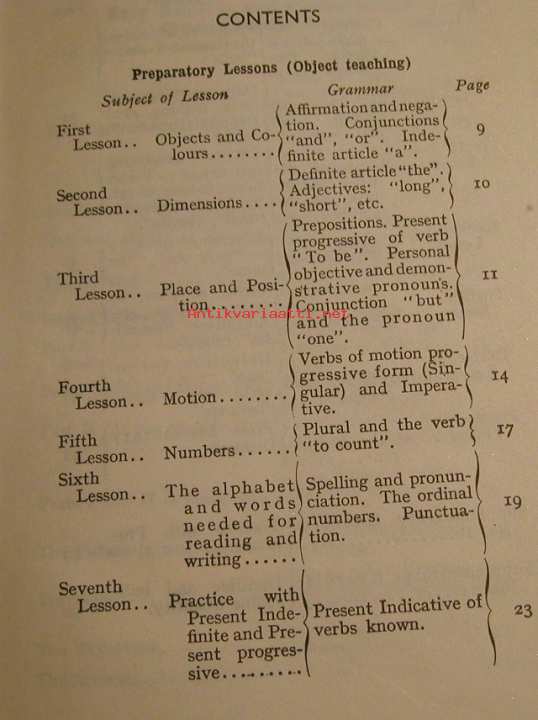 CONTENTS
Preparatory Lessons (Object teaching)
Subject of Lesson Grammar Page
First
Lesson.. Objects and Co-
lours........
Affirmation and nega-
tion. Conjunctions
"and", "or". Inde-
finite article "a".
9
Second
Lesson.. Dimensions....
Definite article "the".
Adjectives: "long",
"short", etc.
10
Third
Lesson.. Place and Posi-
tion.........
Prepositions. Present
progressive of verb
"To be". Personal
objective and demon-
strative pronouns.
Conjunction "but"
and the pronoun
"one".
11
Antikvariaatti.net
Fourth
Lesson.. Motion........
Verbs of motion pro-
gressive form (Sin-
gular) and Impera-
tive.
14
Fifth
Lesson.. Numbers......
Plural and the verb
"to count".
17
Sixth
Lesson.. The alphabet
and words
needed for
reading and
writing......
Spelling and pronun-
ciation. The ordinal
numbers. Punctua-
tion.
19
Seventh
Lesson.. Practice with
Present Inde-
finite and Pre-
sent progres-
sive..........
Present Indicative of
verbs known.
23